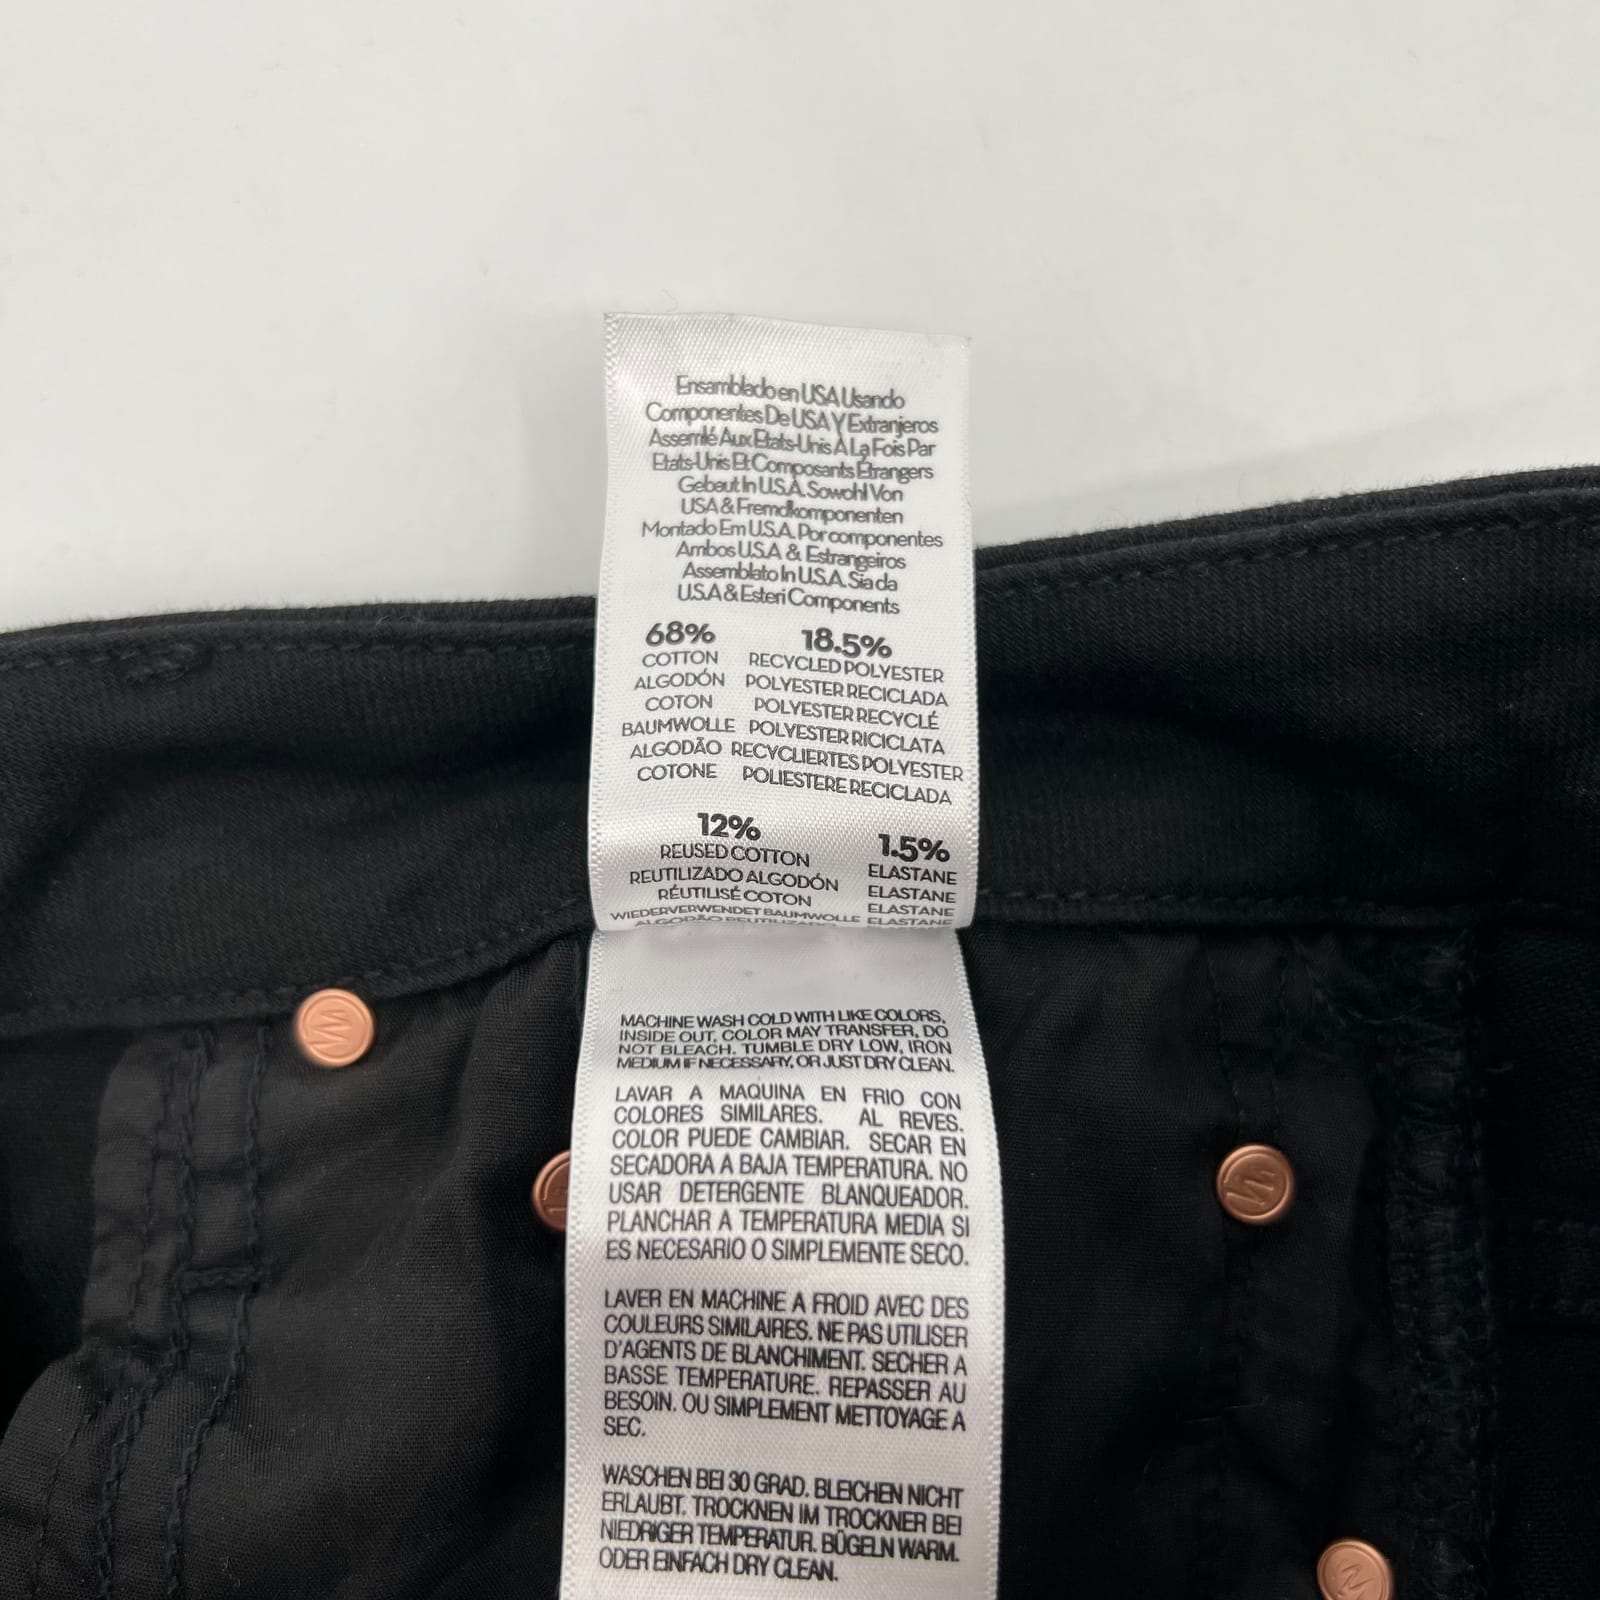 Ensamblado en USA Usando
Componentes De USA Y Extranjeros
Assemlé Aux Etats-Unis À La Fois Par
Etats-Unis Et Composants Étrangers
Gebaut In U.S.A. Sowohl Von
USA & Fremdkomponenten
Montado Em U.S.A. Por componentes
Ambos U.S.A & Estrangeiros
Assemblato In U.S.A. Sia da
U.S.A & Esteri Components
68%
COTTON
ALGODÓN
COTON
BAUMWOLLE
ALGODÃO
COTONE
18.5%
RECYCLED POLYESTER
POLYESTER RECICLADA
POLYESTER RECYCLÉ
POLYESTER RICICLATA
RECYCLIERTES POLYESTER
POLIESTERE RECICLADA
12%
REUSED COTTON
REUTILIZADO ALGODÓN
RÉUTILISÉ COTON
WIEDERVERWENDET BAUMWOLLE
ALGODÃO REUTILIZADO
1.5%
ELASTANE
ELASTANE
ELASTANE
ELASTANE
MACHINE WASH COLD WITH LIKE COLORS,
INSIDE OUT, COLOR MAY TRANSFER, DO
NOT BLEACH. TUMBLE DRY LOW, IRON
MEDIUM IF NECESSARY, OR JUST DRY CLEAN.
LAVAR A MAQUINA EN FRIO CON
COLORES SIMILARES. AL REVES.
COLOR PUEDE CAMBIAR. SECAR EN
SECADORA A BAJA TEMPERATURA. NO
USAR DETERGENTE BLANQUEADOR.
PLANCHAR A TEMPERATURA MEDIA SI
ES NECESARIO O SIMPLEMENTE SECO.
LAVER EN MACHINE A FROID AVEC DES
COULEURS SIMILAIRES. NE PAS UTILISER
D'AGENTS DE BLANCHIMENT. SECHER A
BASSE TEMPERATURE. REPASSER AU
BESOIN. OU SIMPLEMENT METTOYAGE A
SEC.
WASCHEN BEI 30 GRAD. BLEICHEN NICHT
ERLAUBT. TROCKNEN IM TROCKNER BEI
NIEDRIGER TEMPERATUR. BÜGELN WARM.
ODER EINFACH DRY CLEAN.